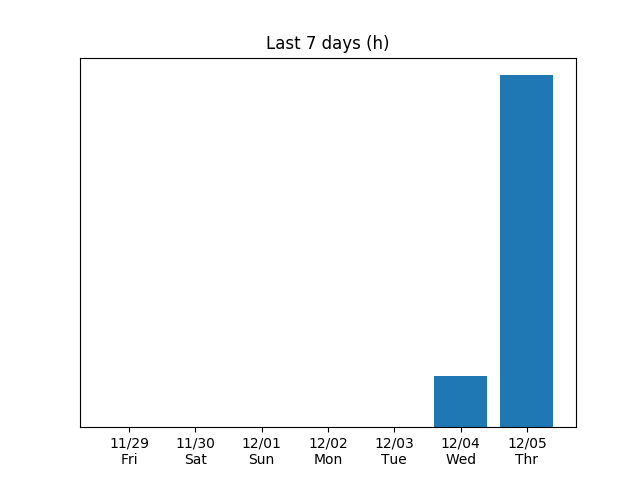 Last 7 days (h)
11/29 11/30 12/01 12/02 12/03 12/04 12/05
Fri Sat Sun Mon Tue Wed Thr